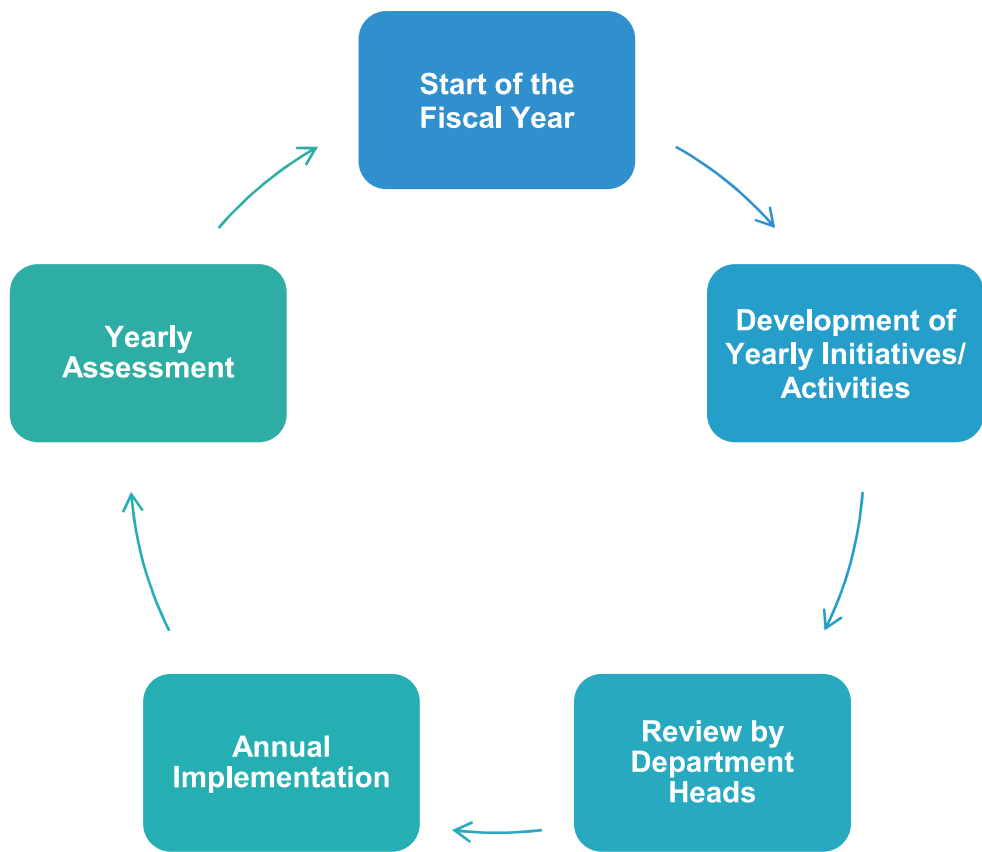 Start of the
Fiscal Year
Development of
Yearly Initiatives/
Activities
Review by
Department
Heads
Annual
Implementation
Yearly
Assessment